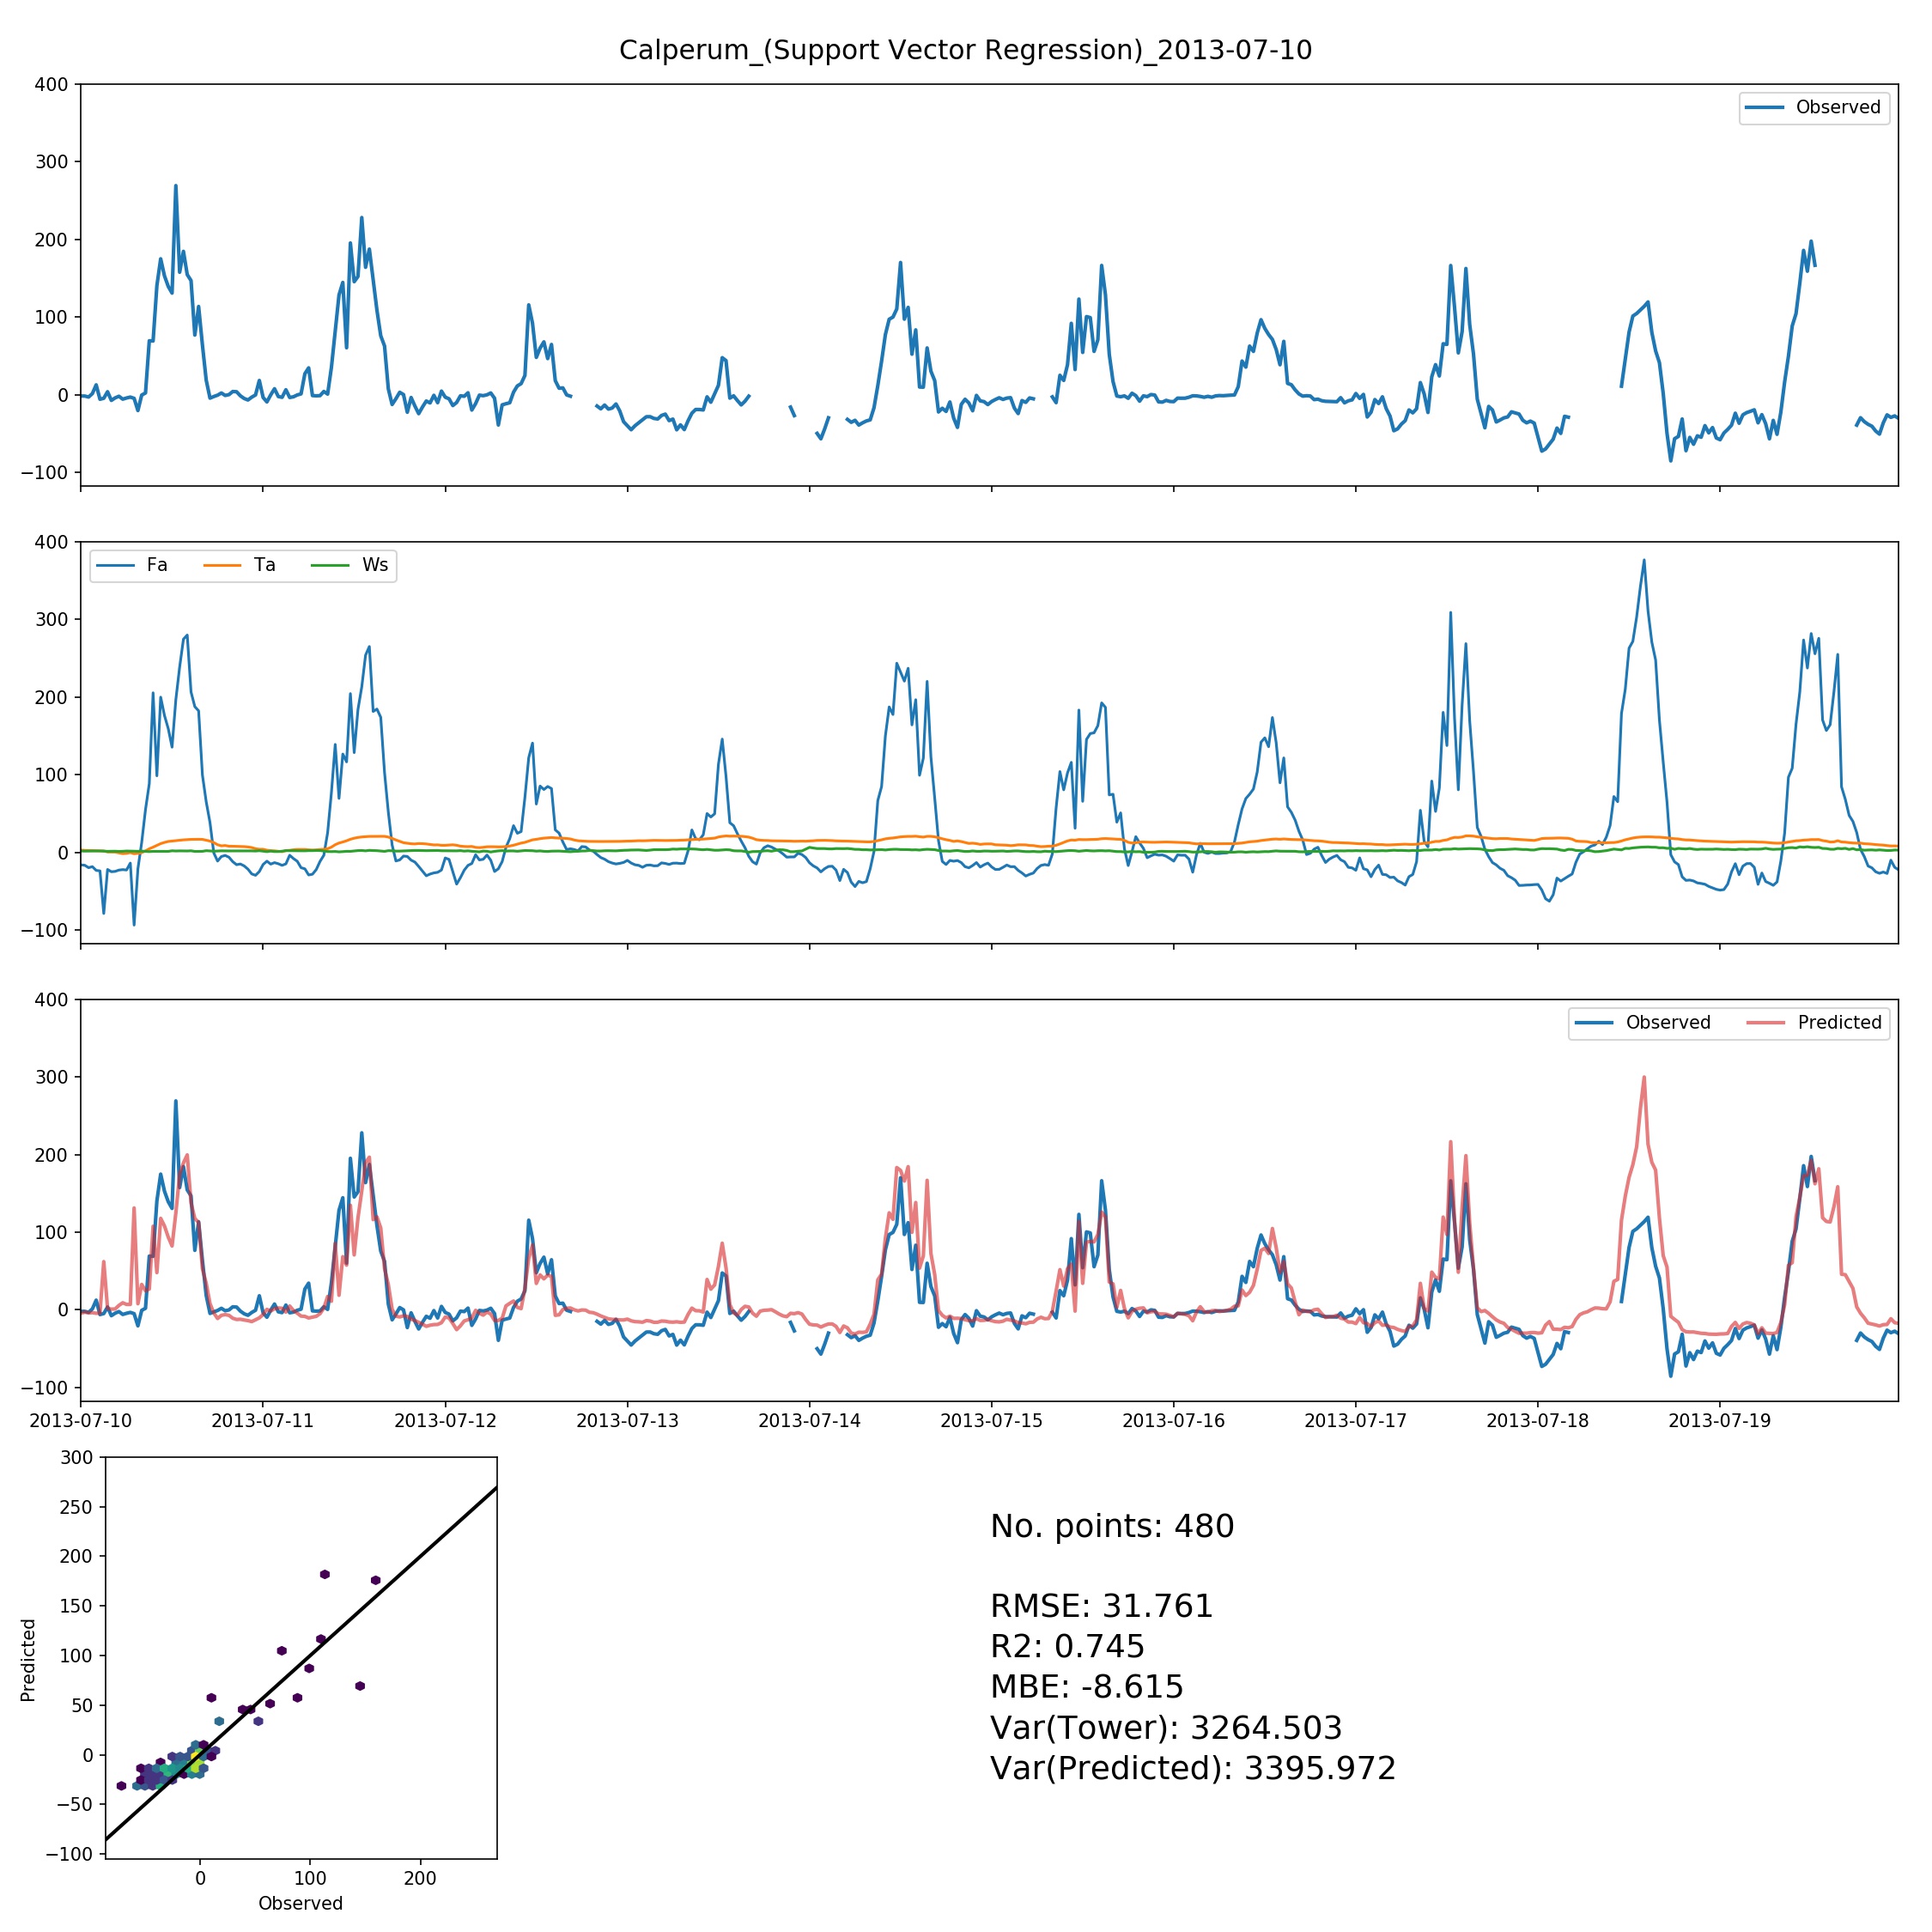 Calperum_(Support Vector Regression)_2013-07-10
400
300
200
100
0
−100
Observed
400
300
200
100
0
−100
Fa Ta Ws
400
300
200
100
0
−100
Observed Predicted
2013-07-10 2013-07-11 2013-07-12 2013-07-13 2013-07-14 2013-07-15 2013-07-16 2013-07-17 2013-07-18 2013-07-19
300
250
200
150
100
50
0
−50
−100
Predicted
0 100 200
Observed
No. points: 480
RMSE: 31.761
R2: 0.745
MBE: -8.615
Var(Tower): 3264.503
Var(Predicted): 3395.972